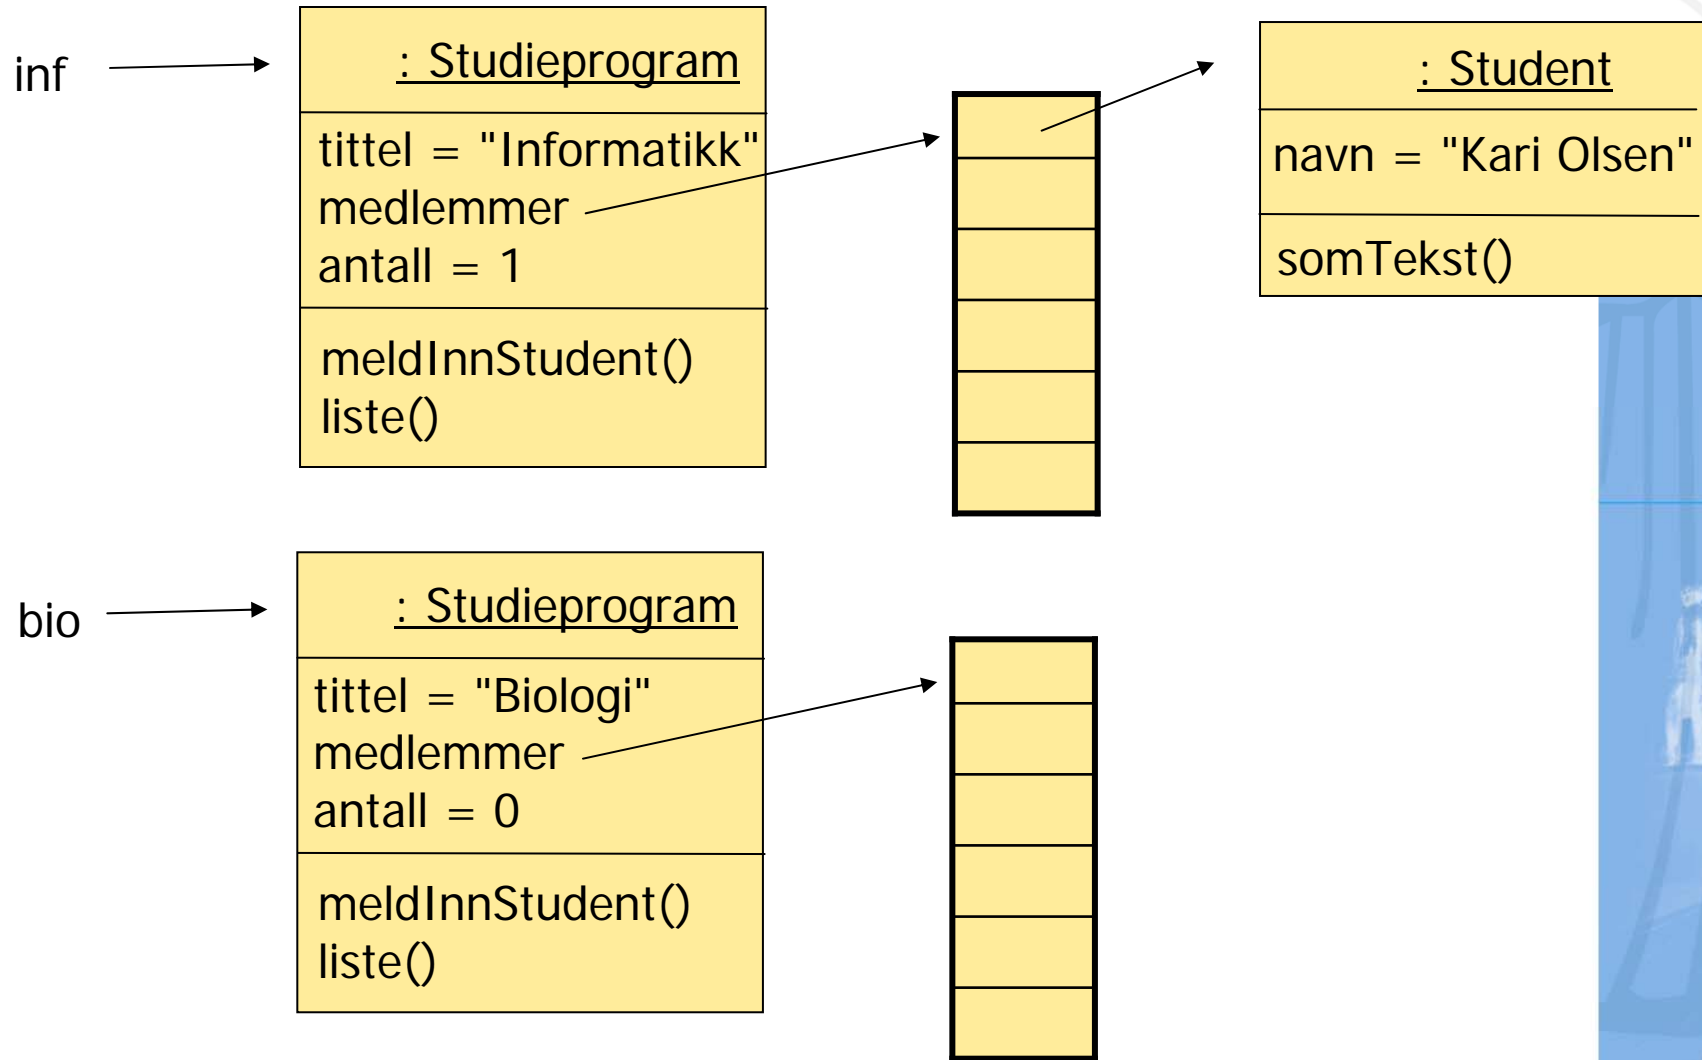 inf
: Studieprogram
tittel = "Informatikk"
medlemmer
antall = 1
meldInnStudent()
liste()
: Student
navn = "Kari Olsen"
somTekst()
bio
: Studieprogram
tittel = "Biologi"
medlemmer
antall = 0
meldInnStudent()
liste()